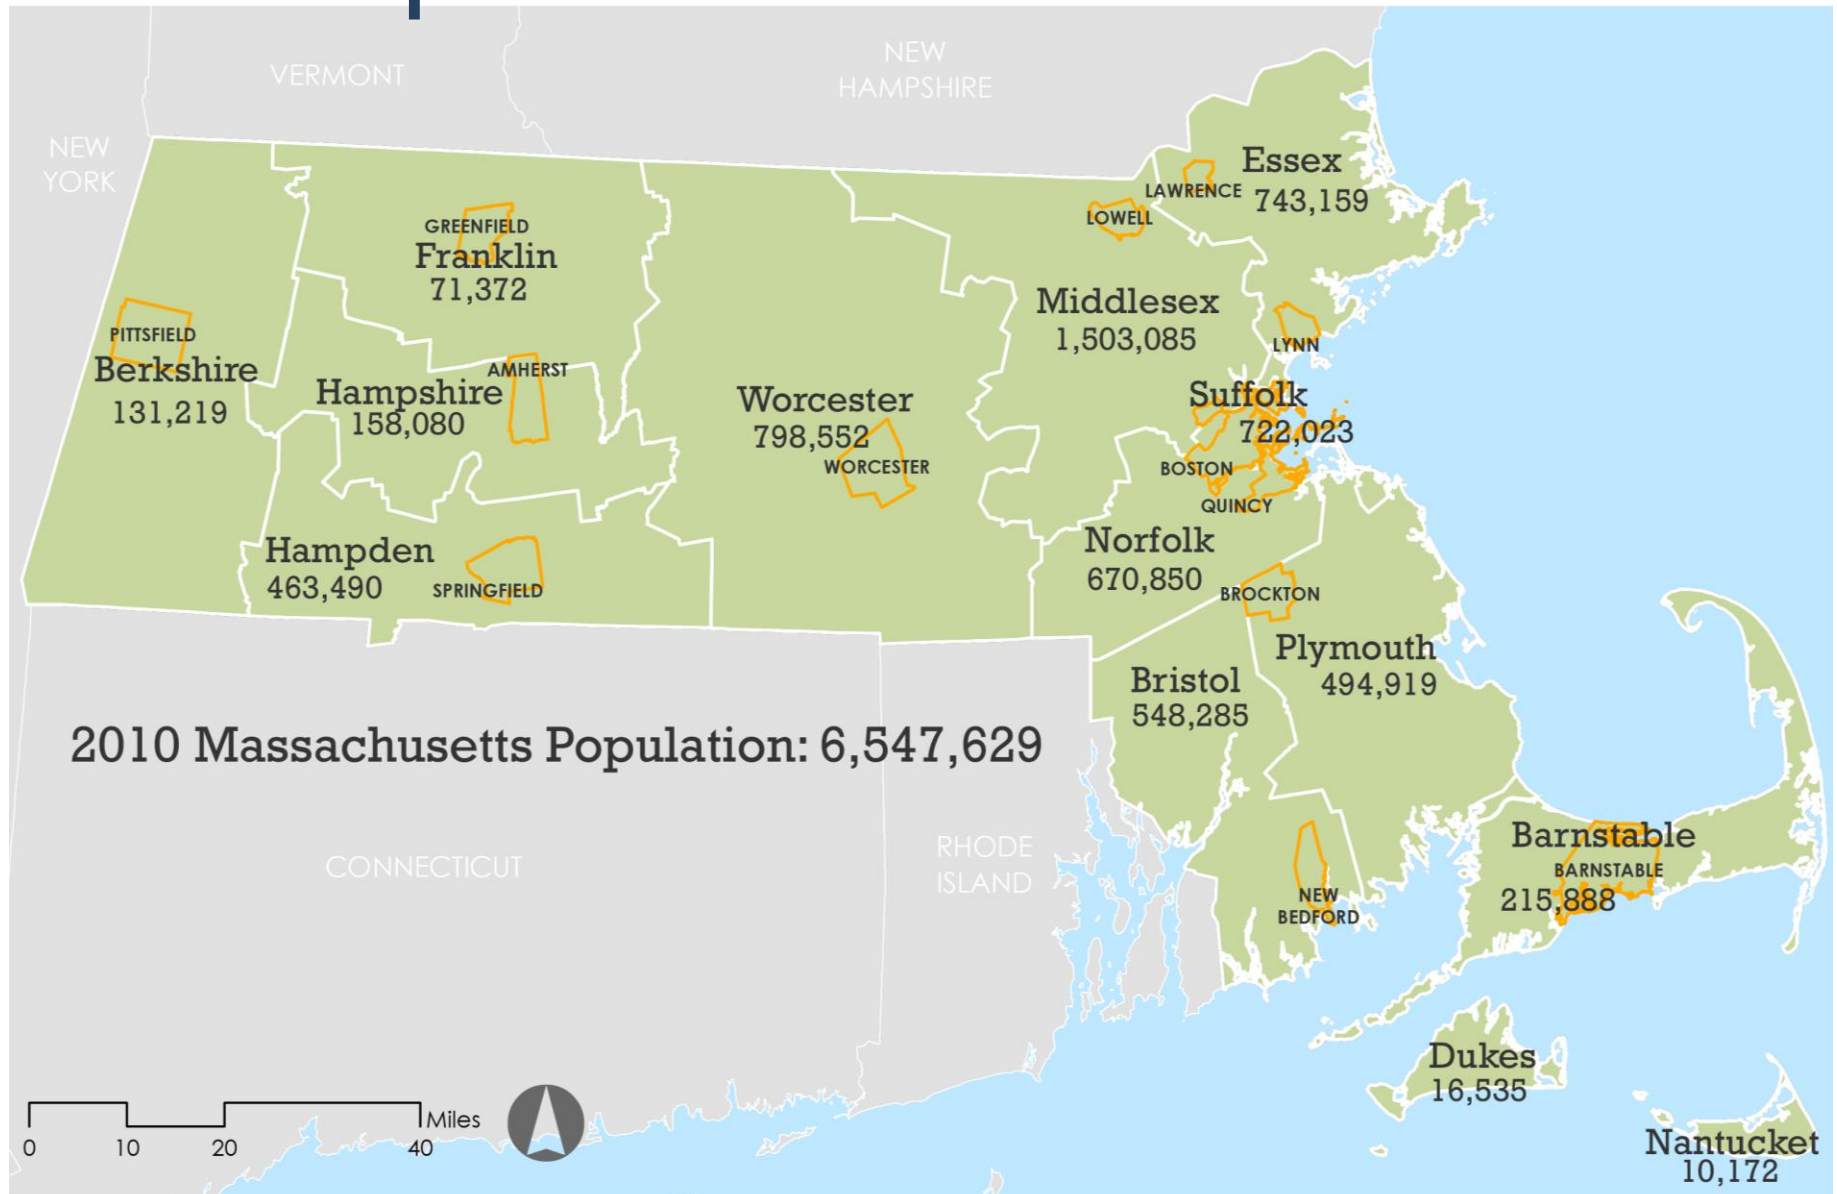 VERMONT
NEW
HAMPSHIRE
NEW
YORK
Essex
743,159
LAWRENCE
LOWELL
GREENFIELD
Franklin
71,372
Middlesex
1,503,085
PITTSFIELD
Berkshire
131,219
LYNN
AMHERST
Hampshire
158,080
Worcester
798,552
WORCESTER
Suffolk
722,023
BOSTON
QUINCY
Hampden
463,490
SPRINGFIELD
Norfolk
670,850
BROCKTON
Plymouth
494,919
Bristol
548,285
2010 Massachusetts Population: 6,547,629
CONNECTICUT
RHODE
ISLAND
Barnstable
BARNSTABLE
215,888
NEW
BEDFORD
Dukes
16,535
Nantucket
10,172
Miles
0 10 20 40